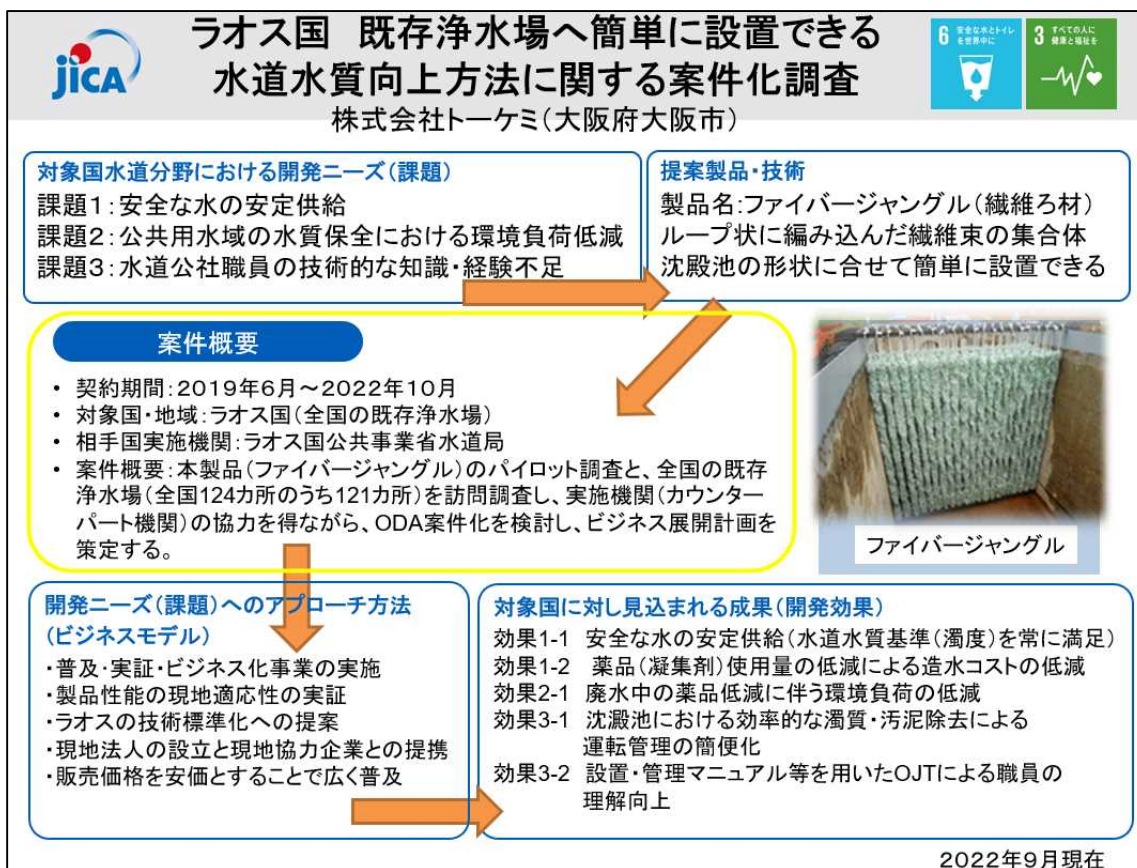 jICA
ラオス国 既存浄水場へ簡単に設置できる
水道水質向上方法に関する案件化調査
株式会社トーケミ(大阪府大阪市)
6 安全な水とトイレ
を世界中に
3 すべての人に
健康と福祉を
対象国水道分野における開発ニーズ(課題)
課題1:安全な水の安定供給
課題2:公共用水域の水質保全における環境負荷低減
課題3:水道公社職員の技術的な知識・経験不足
提案製品・技術
製品名:ファイバージャングル(繊維ろ材)
ループ状に編み込んだ繊維束の集合体
沈殿池の形状に合せて簡単に設置できる
案件概要
• 契約期間:2019年6月~2022年10月
• 対象国・地域:ラオス国(全国の既存浄水場)
• 相手国実施機関:ラオス国公共事業省水道局
• 案件概要:本製品(ファイバージャングル)のパイロット調査と、全国の既存
浄水場(全国124カ所のうち121カ所)を訪問調査し、実施機関(カウンター
パート機関)の協力を得ながら、ODA案件化を検討し、ビジネス展開計画を
策定する。
ファイバージャングル
開発ニーズ(課題)へのアプローチ方法
(ビジネスモデル)
・普及・実証・ビジネス化事業の実施
・製品性能の現地適応性の実証
・ラオスの技術標準化への提案
・現地法人の設立と現地協力企業との提携
・販売価格を安価とすることで広く普及
対象国に対し見込まれる成果(開発効果)
効果1-1 安全な水の安定供給(水道水質基準(濁度)を常に満足)
効果1-2 薬品(凝集剤)使用量の低減による造水コストの低減
効果2-1 廃水中の薬品低減に伴う環境負荷の低減
効果3-1 沈澱池における効率的な濁質・汚泥除去による
運転管理の簡便化
効果3-2 設置・管理マニュアル等を用いたOJTによる職員の
理解向上
2022年9月現在